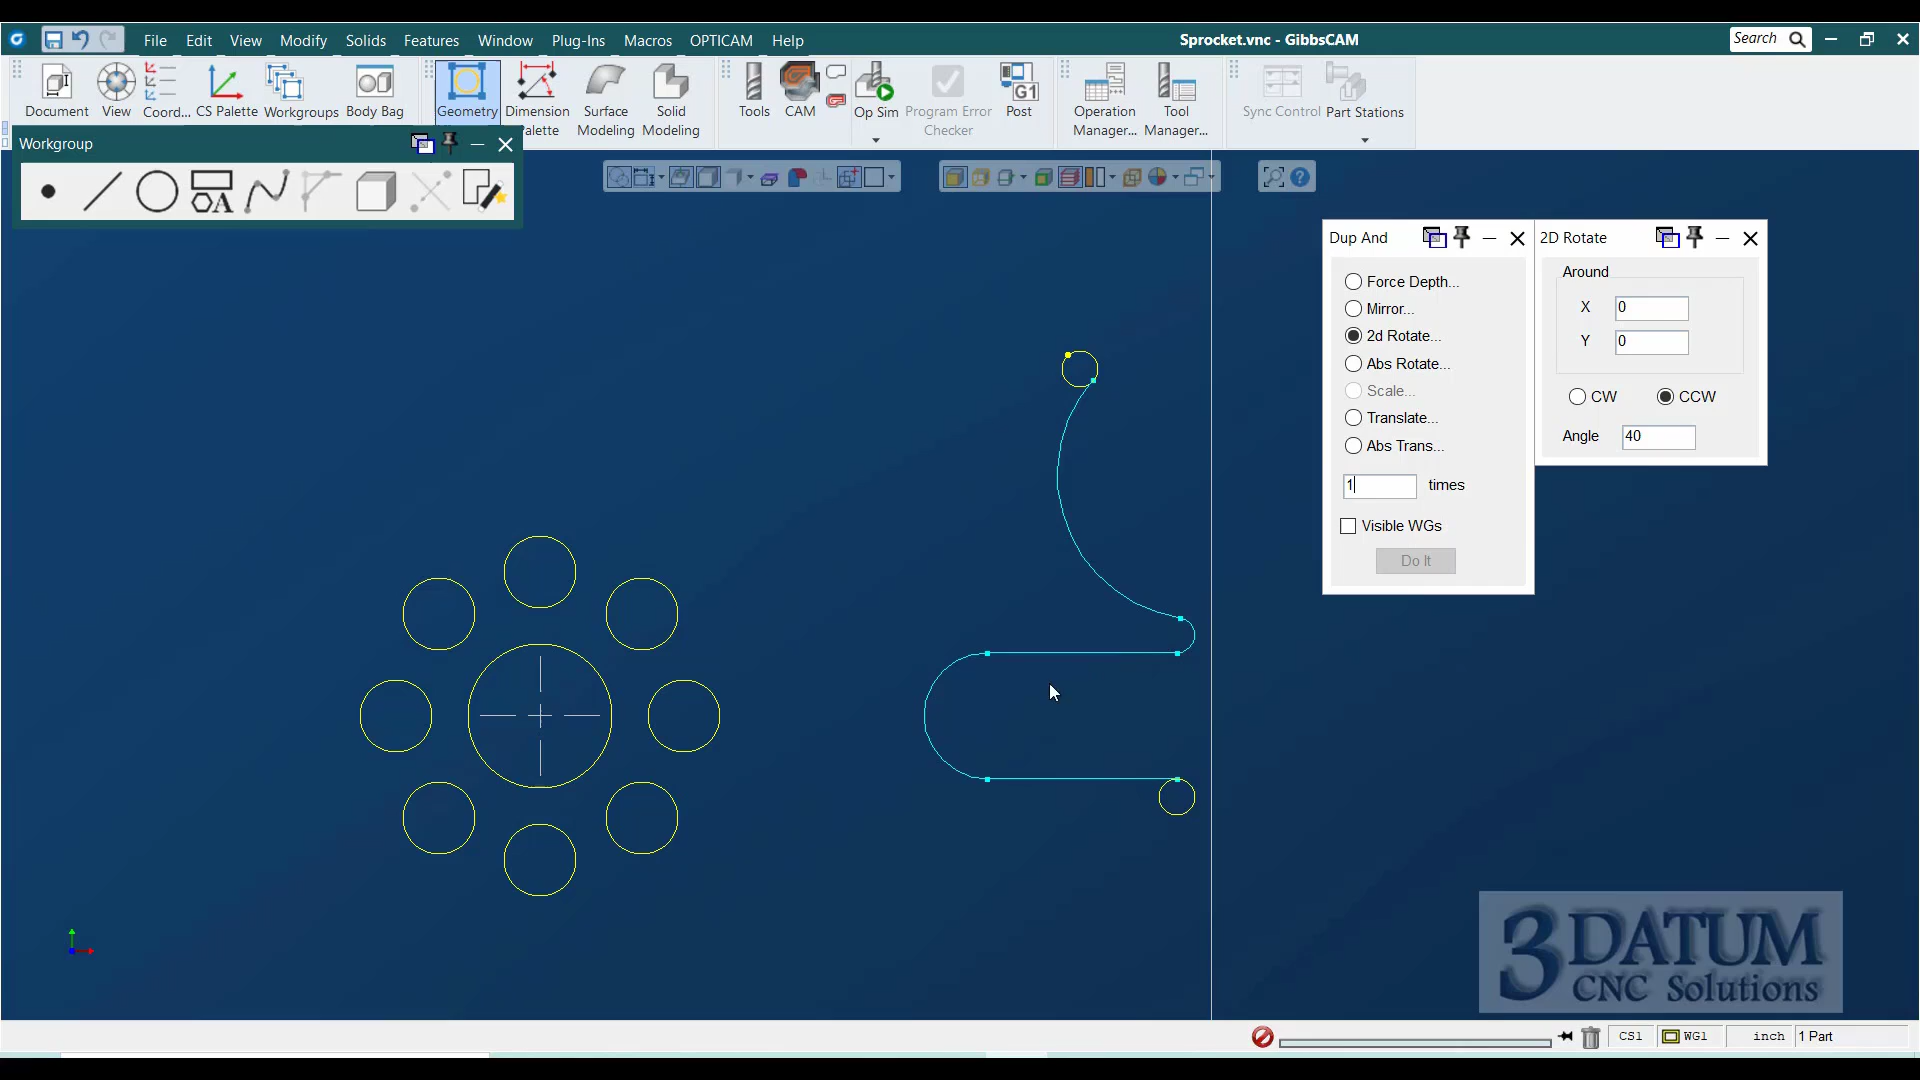 File Edit View Modify Solids Features Window Plug-Ins Macros OPTICAM Help
Sprocket.vnc - GibbsCAM
Search
Document View Coord... CS Palette Workgroups Body Bag
Geometry Dimension
alette
Surface
Modeling
Solid
Modeling
Tools CAM Op Sim Program Error
Checker
Post
G1
Operation
Manager...
Tool
Manager...
Sync Control Part Stations
Workgroup
A
Dup And
Force Depth...
Mirror...
2d Rotate...
Abs Rotate...
Scale...
Translate...
Abs Trans...
1 times
Visible WGs
Do It
2D Rotate
Around
X 0
Y 0
CW CCW
Angle 40
3DATUM
CNC Solutions
CS1 WG1 inch 1 Part